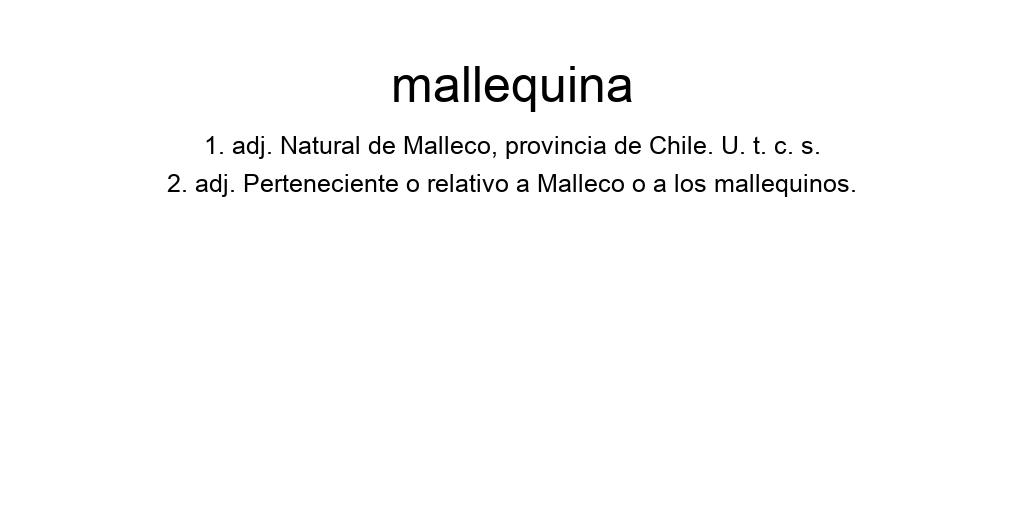 mallequina
1. adj. Natural de Malleco, provincia de Chile. U. t. c. s.
2. adj. Perteneciente o relativo a Malleco o a los mallequinos.